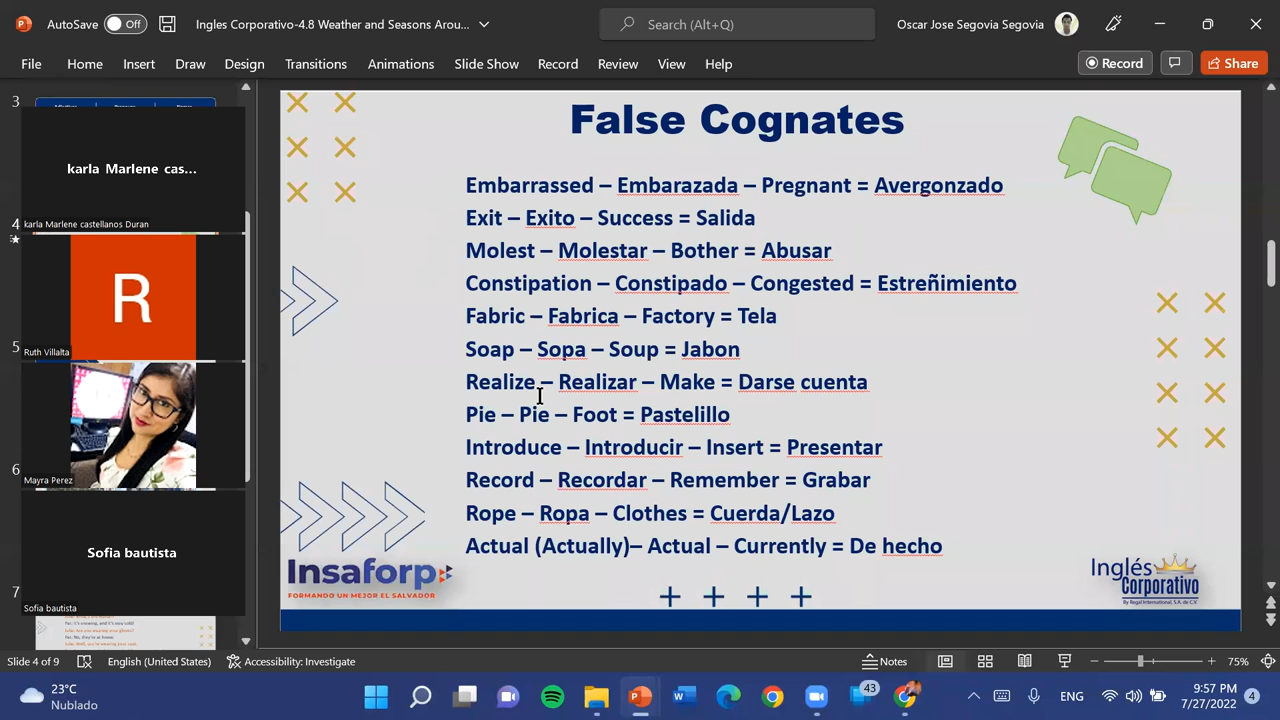 AutoSave Off Ingles Corporativo-4.8 Weather and Seasons Arou... Search (Alt+Q) Oscar Jose Segovia Segovia
File Home Insert Draw Design Transitions Animations Slide Show Record Review View Help Record Share
3
karla Marlene cas...
4 karla Marlene castellanos Duran
R
5
Ruth Villalta
6
Mayra Perez
Sofia bautista
7
Sofia bautista
False Cognates
Embarrassed – Embarazada – Pregnant = Avergonzado
Exit – Exito – Success = Salida
Molest – Molestar – Bother = Abusar
Constipation – Constipado – Congested = Estreñimiento
Fabric – Fabrica – Factory = Tela
Soap – Sopa – Soup = Jabon
Realize – Realizar – Make = Darse cuenta
Pie – Pie – Foot = Pastelillo
Introduce – Introducir – Insert = Presentar
Record – Recordar – Remember = Grabar
Rope – Ropa – Clothes = Cuerda/Lazo
Actual (Actually)– Actual – Currently = De hecho
Insaforp
FORMANDO UN MEJOR EL SALVADOR
Inglés
Corporativo
By Regal International, S.A. de C.V.
Slide 4 of 9 English (United States) Accessibility: Investigate Notes 75%
23°C
Nublado
43
ENG
9:57 PM
7/27/2022
4